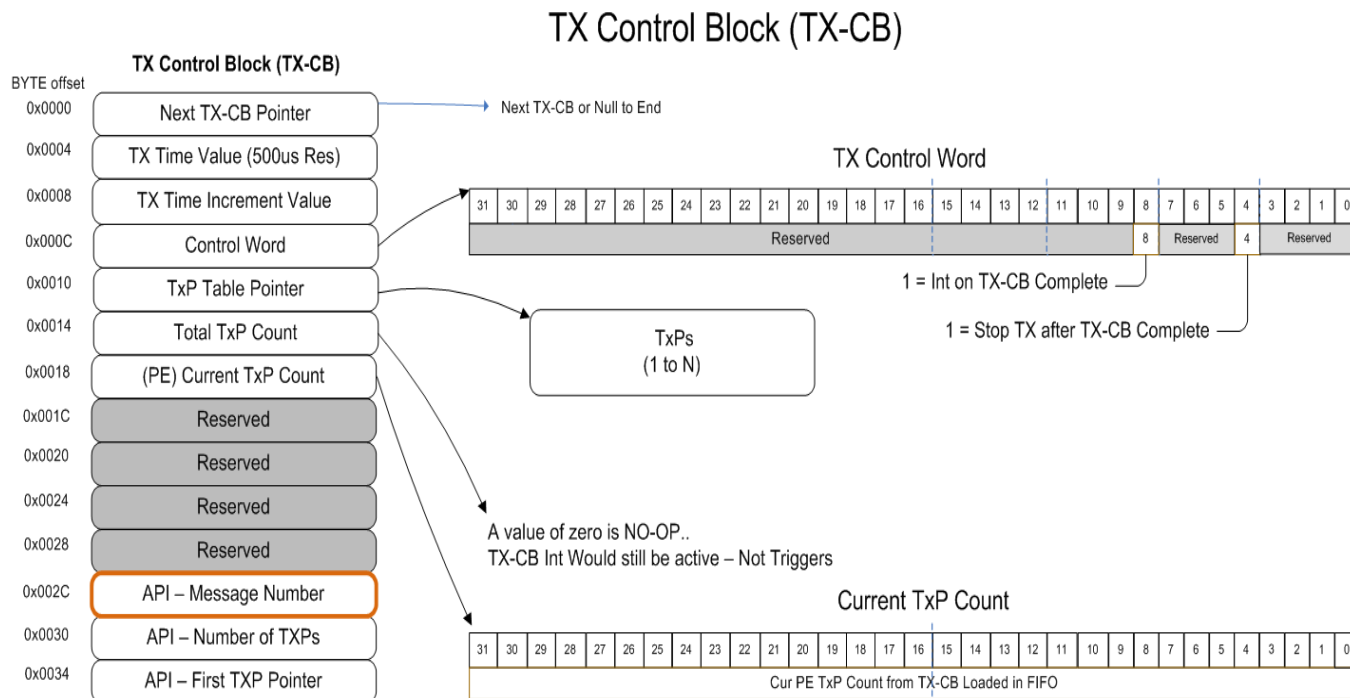 TX Control Block (TX-CB)
TX Control Block (TX-CB)
BYTE offset
0x0000 Next TX-CB Pointer
Next TX-CB or Null to End
0x0004 TX Time Value (500us Res)
0x0008 TX Time Increment Value
0x000C Control Word
0x0010 TxP Table Pointer
0x0014 Total TxP Count
0x0018 (PE) Current TxP Count
0x001C Reserved
0x0020 Reserved
0x0024 Reserved
0x0028 Reserved
0x002C API – Message Number
0x0030 API – Number of TXPs
0x0034 API – First TXP Pointer
TX Control Word
31 30 29 28 27 26 25 24 23 22 21 20 19 18 17 16 15 14 13 12 11 10 9 8 7 6 5 4 3 2 1 0
Reserved 8 Reserved 4 Reserved
1 = Int on TX-CB Complete
1 = Stop TX after TX-CB Complete
TxPs
(1 to N)
A value of zero is NO-OP..
TX-CB Int Would still be active – Not Triggers
Current TxP Count
31 30 29 28 27 26 25 24 23 22 21 20 19 18 17 16 15 14 13 12 11 10 9 8 7 6 5 4 3 2 1 0
Cur PE TxP Count from TX-CB Loaded in FIFO